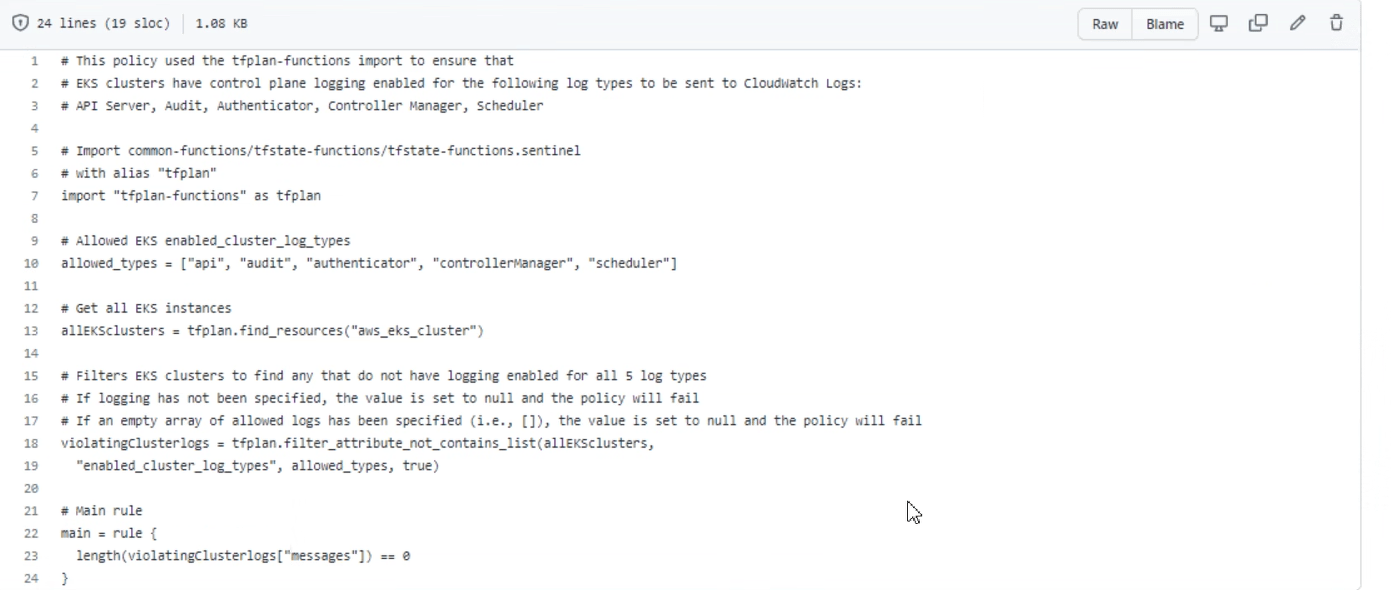 24 lines (19 sloc) 1.08 KB Raw Blame
1 # This policy used the tfplan-functions import to ensure that
2 # EKS clusters have control plane logging enabled for the following log types to be sent to CloudWatch Logs:
3 # API Server, Audit, Authenticator, Controller Manager, Scheduler
4
5 # Import common-functions/tfstate-functions/tfstate-functions.sentinel
6 # with alias "tfplan"
7 import "tfplan-functions" as tfplan
8
9 # Allowed EKS enabled_cluster_log_types
10 allowed_types = ["api", "audit", "authenticator", "controllerManager", "scheduler"]
11
12 # Get all EKS instances
13 allEKSclusters = tfplan.find_resources("aws_eks_cluster")
14
15 # Filters EKS clusters to find any that do not have logging enabled for all 5 log types
16 # If logging has not been specified, the value is set to null and the policy will fail
17 # If an empty array of allowed logs has been specified (i.e., []), the value is set to null and the policy will fail
18 violatingClusterlogs = tfplan.filter_attribute_not_contains_list(allEKSclusters,
19 "enabled_cluster_log_types", allowed_types, true)
20
21 # Main rule
22 main = rule {
23 length(violatingClusterlogs["messages"]) == 0
24 }